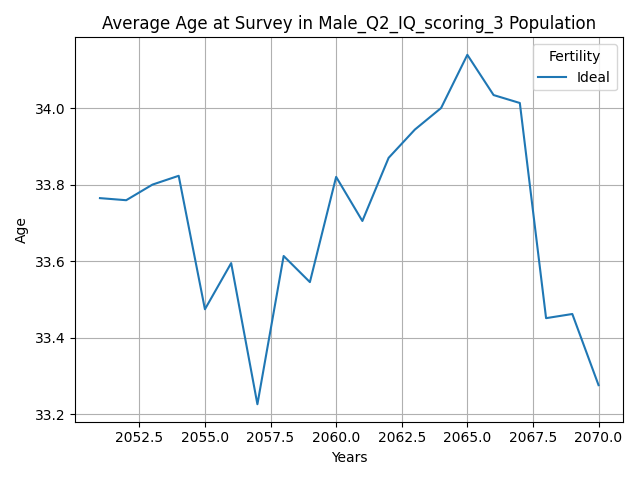 Average Age at Survey in Male_Q2_IQ_scoring_3 Population
Fertility
Ideal
Age
34.0
33.8
33.6
33.4
33.2
2052.5 2055.0 2057.5 2060.0 2062.5 2065.0 2067.5 2070.0
Years